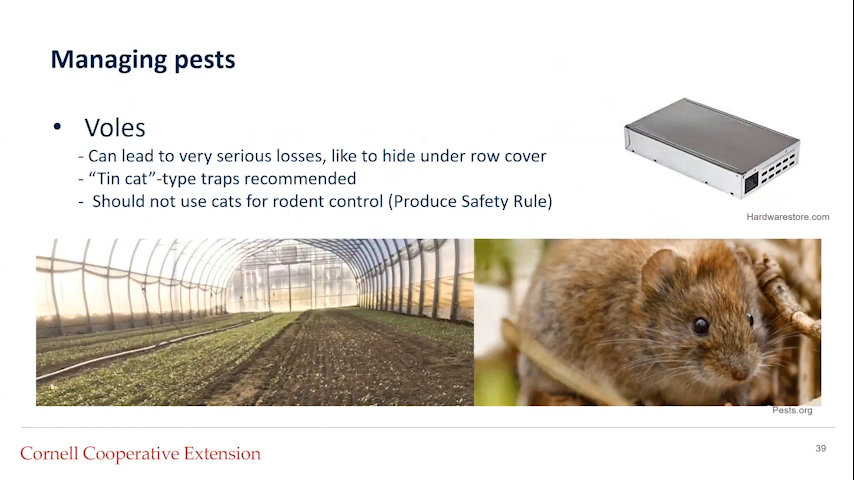 Managing pests
• Voles
- Can lead to very serious losses, like to hide under row cover
- “Tin cat”-type traps recommended
- Should not use cats for rodent control (Produce Safety Rule)
Hardwarestore.com
Pests.org
Cornell Cooperative Extension
39